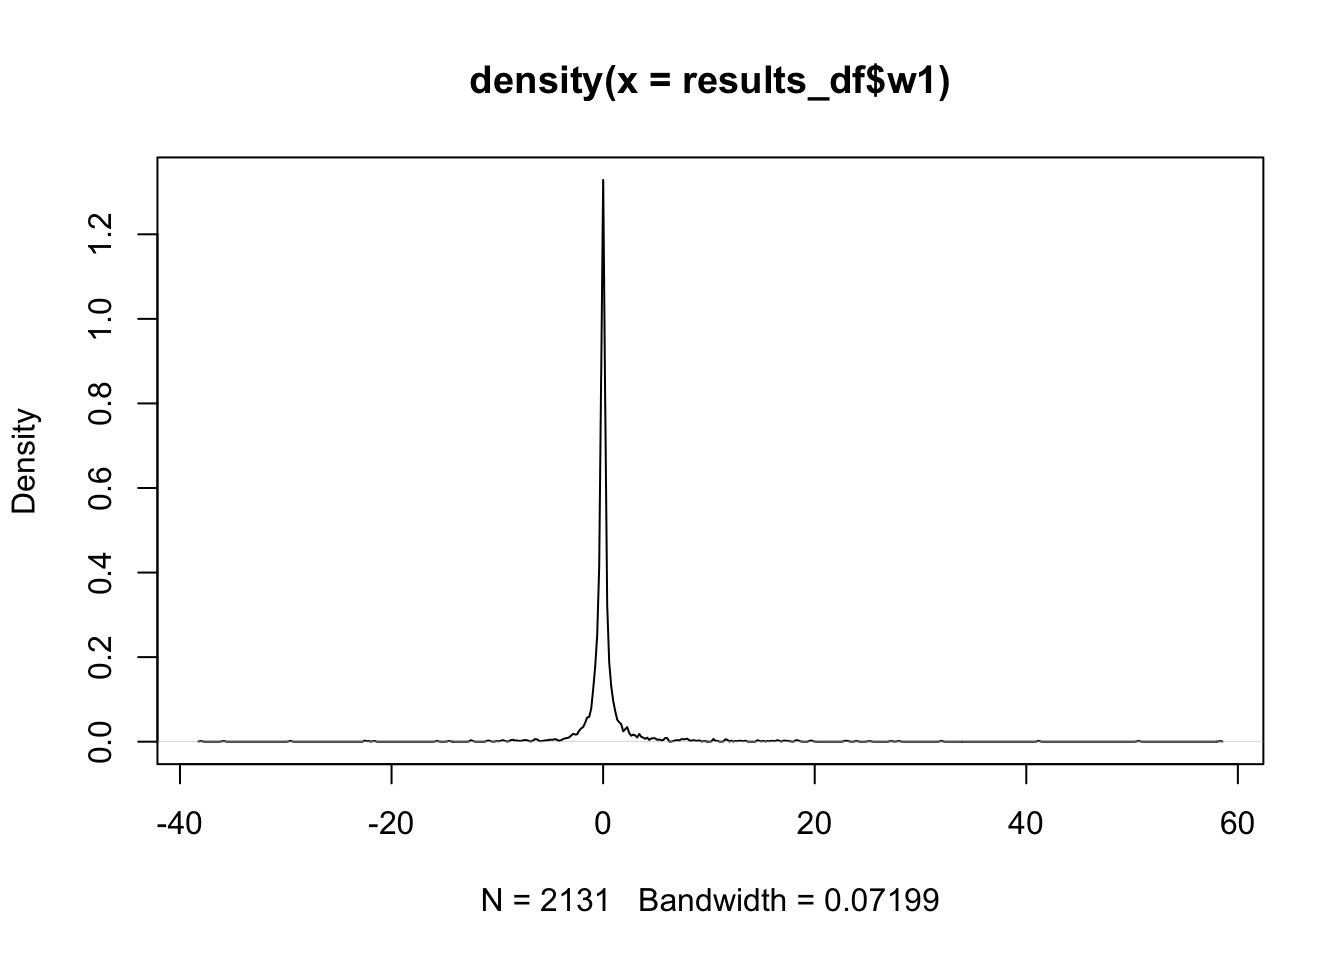 density(x = results_df$w1)
Density
1.2
1.0
0.8
0.6
0.4
0.2
0.0
-40 -20 0 20 40 60
N = 2131 Bandwidth = 0.07199